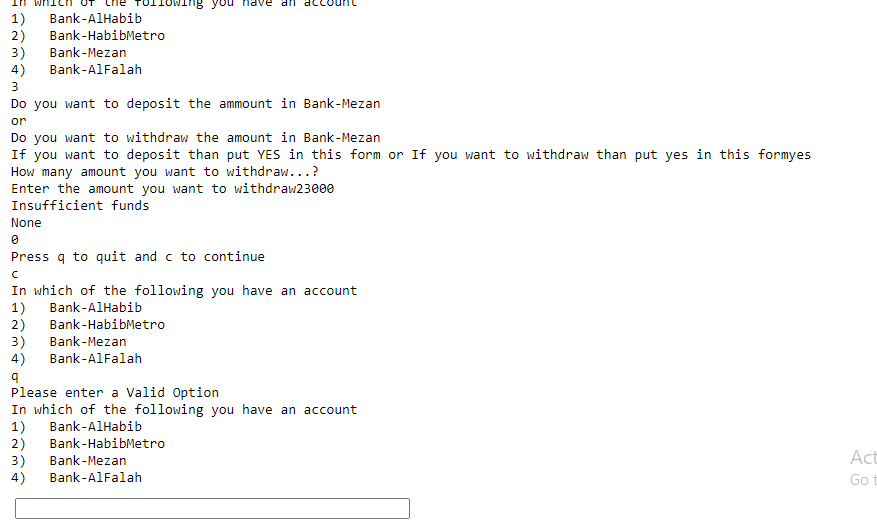 In which of the following you have an account
1)   Bank-AlHabib
2)   Bank-HabibMetro
3)   Bank-Mezan
4)   Bank-AlFalah
3
Do you want to deposit the ammount in Bank-Mezan
or
Do you want to withdraw the amount in Bank-Mezan
If you want to deposit than put YES in this form or If you want to withdraw than put yes in this formyes
How many amount you want to withdraw...?
Enter the amount you want to withdraw23000
Insufficient funds
None
0
Press q to quit and c to continue
c
In which of the following you have an account
1)   Bank-AlHabib
2)   Bank-HabibMetro
3)   Bank-Mezan
4)   Bank-AlFalah
q
Please enter a Valid Option
In which of the following you have an account
1)   Bank-AlHabib
2)   Bank-HabibMetro
3)   Bank-Mezan
4)   Bank-AlFalah
Act
Go t